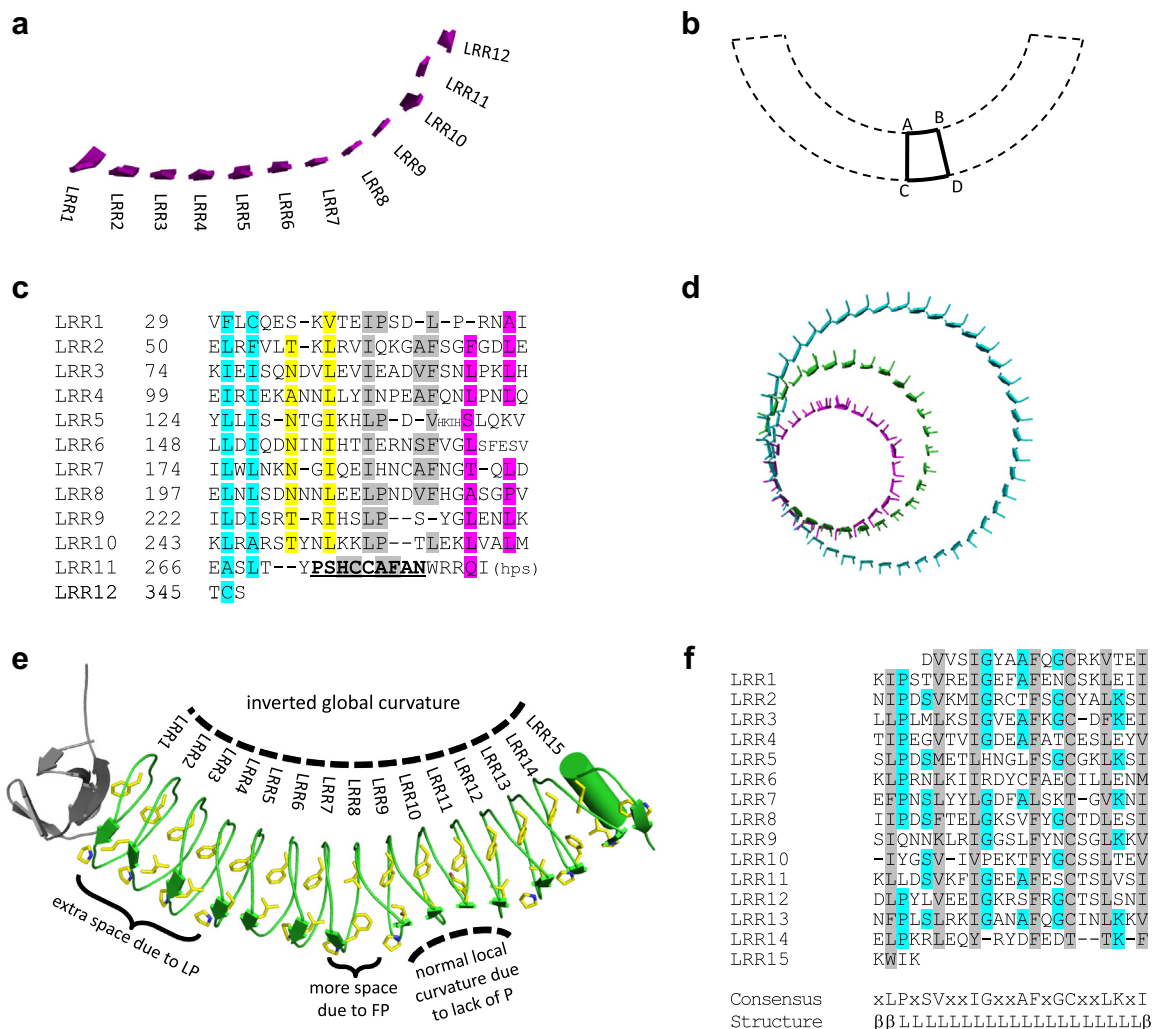 a
LRR12
LRR11
LRR10
LRR9
LRR8
LRR7
LRR6
LRR5
LRR4
LRR3
LRR2
LRR1
b
A
B
C
D
c
LRR1 29 VFLCQES-KVTEIPSD-L-P-RNAI
LRR2 50 ELRFVLT-KLRVIQKGAFSGFGDLE
LRR3 74 KIEISQNDVLEVIEADVFSNLPKLH
LRR4 99 EIRIEKANNLLYINPEAFQNLPNLQ
LRR5 124 YLLISNTGIKHLP-D-VHKIHSLQKV
LRR6 148 LLDIQDNINIHTIERNSFVGLSFESV
LRR7 174 ILWLNKN-GIQEIHNCAFNGT-QLD
LRR8 197 ELNLSDNNNLEELPNDVFHGASGPV
LRR9 222 ILDISRT-RIHSLP--S-YGLENLK
LRR10 243 KLRARSTYNLKKLP--TLEKLVALM
LRR11 266 EASLT--YPSHCCAFANWRRQI(hps)
LRR12 345 TCS
d
e
inverted global curvature
LRR1
LRR2
LRR3
LRR4
LRR5
LRR6
LRR7
LRR8
LRR9
LRR10
LRR11
LRR12
LRR13
LRR14
LRR15
extra space due to LP
more space
due to FP
normal local
curvature due
to lack of P
f
DVVSIGYAAFQGCRKVTEI
LRR1 KIPSTVREIGEFAFENCSKLEII
LRR2 NIPDSVKMIGRCTFSGCYALKSI
LRR3 LLPLMLKSIGVEAFKGC-DFKEI
LRR4 TIPEGVTVIGDEAFATCESLEYV
LRR5 SLPDSMETLHNGLFSGCGKLKSI
LRR6 KLPRNLKIIRDYCFAECILLENM
LRR7 EFPNSLYYLGDFALSKT-GVKNI
LRR8 IIPDSFTELGKSVFYGCTDLESI
LRR9 SIQNNKLRIGGSLFYNCSGLKKV
LRR10 -IYGSV-IVPEKTFYGCSSLTEV
LRR11 KLLDSVKFIGEEAFESCTSLVSI
LRR12 DLPYLVEEIGKRSFRGCTSLSNI
LRR13 NFPLSLRKIGANAFQGCINLKKV
LRR14 ELPKRLEQY-RYDFEDT--TK-F
LRR15 KWIK
Consensus xLPxSVxxIGxxAFxGCxxLKxI
Structure ββLLLLLLLLLLLLLLLLLLLLβ